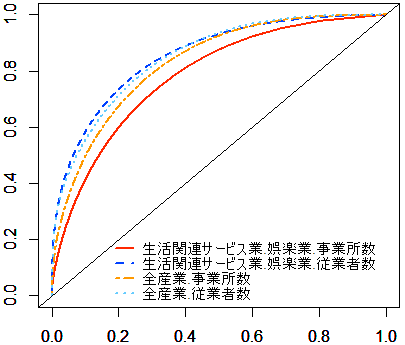 1.0
0.8
0.6
0.4
0.2
0.0
生活関連サービス業.娯楽業.事業所数
生活関連サービス業.娯楽業.従業者数
全産業.事業所数
全産業.従業者数
0.0 0.2 0.4 0.6 0.8 1.0